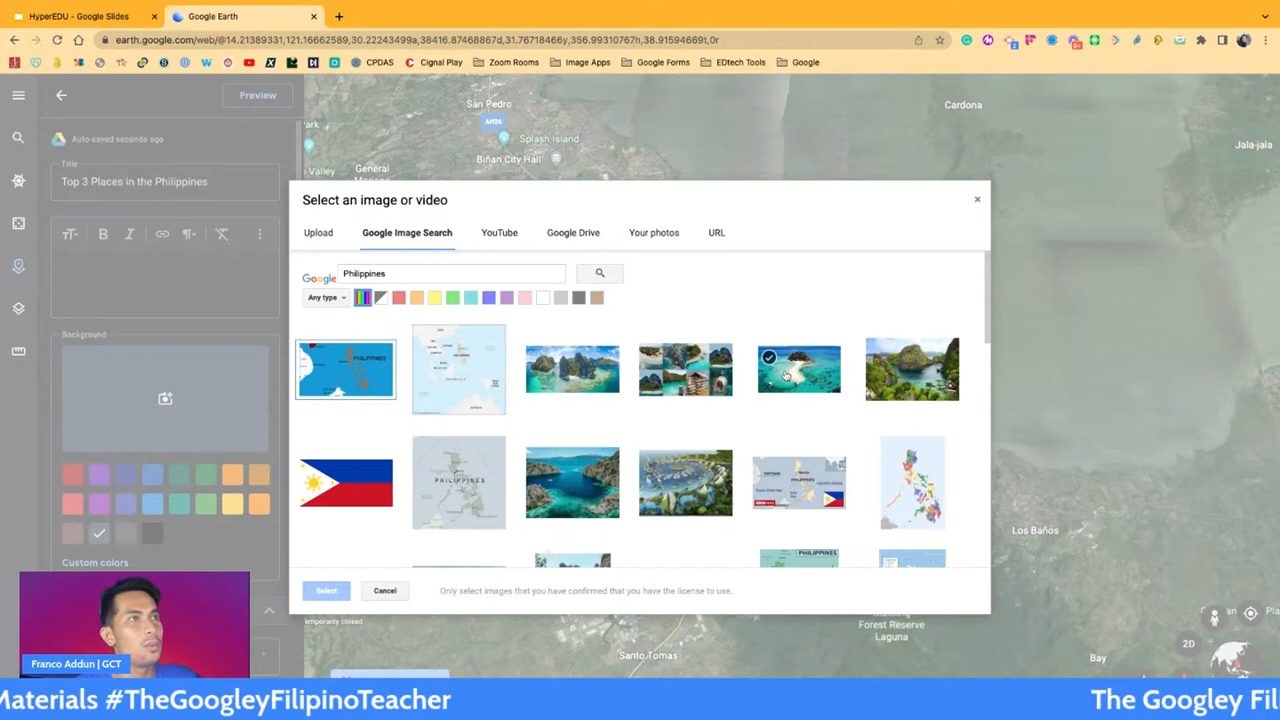 HyperEDU - Google Slides
Google Earth
earth.google.com/web/@14.21389331,121.16662589,30.22243499a,38416.87468867d,31.76718468y,356.99310767h,38.91594669t,0r
CPDAS
Cignal Play
Zoom Rooms
Image Apps
Google Forms
EDtech Tools
Google
Preview
Auto-saved seconds ago
Title
Top 3 Places in the Philippines
Background
Custom colors
San Pedro
AH26
Splash Island
Biñan City Hall
Valley
General
Cardona
Jala-jala
Select an image or video
Upload
Google Image Search
YouTube
Google Drive
Your photos
URL
Google
Philippines
Any type
PHILIPPINES
PHILIPPINES
PHILIPPINES
Select
Cancel
Only select images that you have confirmed that you have the license to use.
Los Baños
Forest Reserve
Laguna
Santo Tomas
Bay
2D
Franco Addun | GCT
Materials #TheGoogleyFilipinoTeacher
The Googley Fil